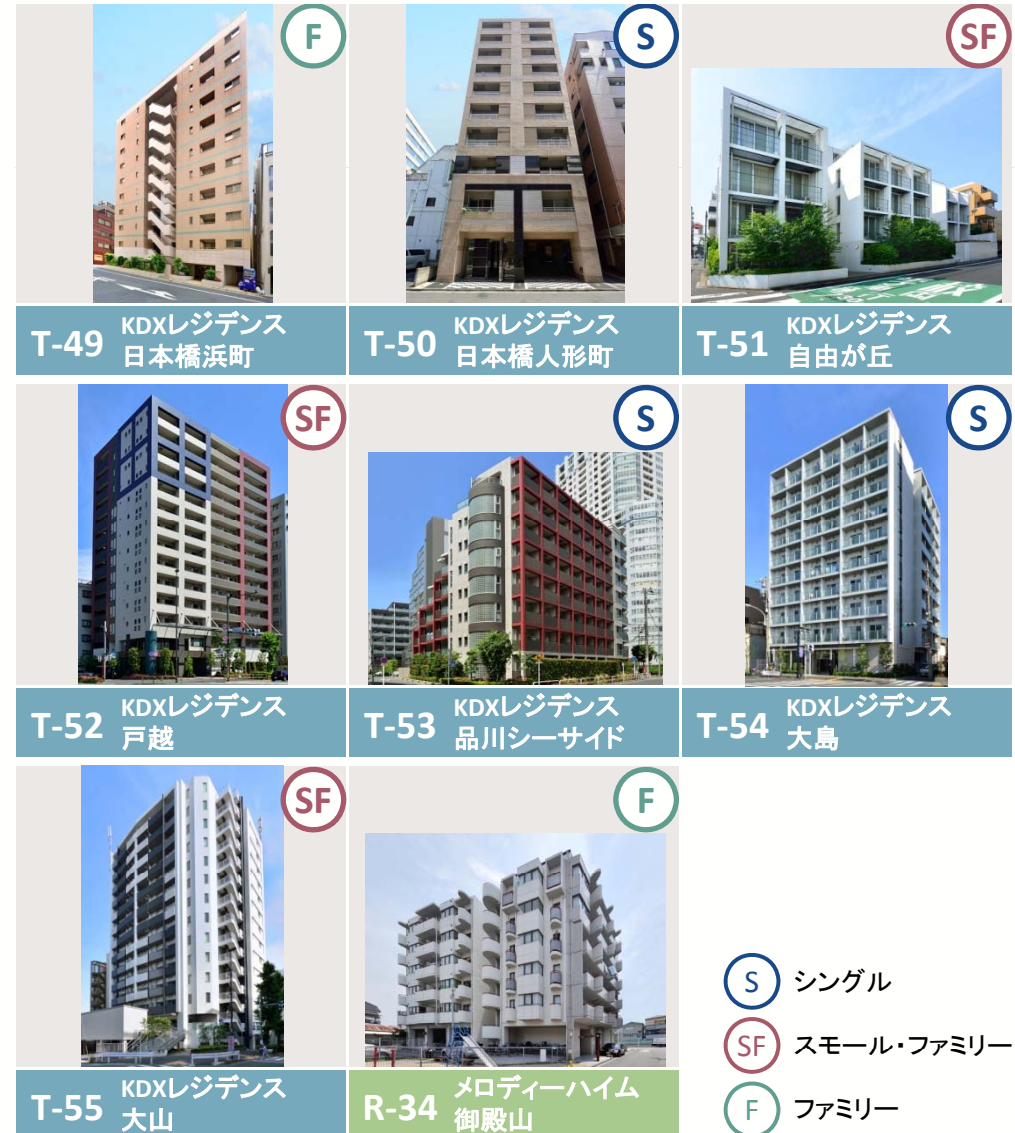 F
S
SF
T-49
KDXレジデンス
日本橋浜町
T-50
KDXレジデンス
日本橋人形町
T-51
KDXレジデンス
自由が丘
SF
S
S
T-52
KDXレジデンス
戸越
T-53
KDXレジデンス
品川シーサイド
T-54
KDXレジデンス
大島
SF
F
T-55
KDXレジデンス
大山
R-34
メロディーハイム
御殿山
S シングル
SF スモール・ファミリー
F ファミリー